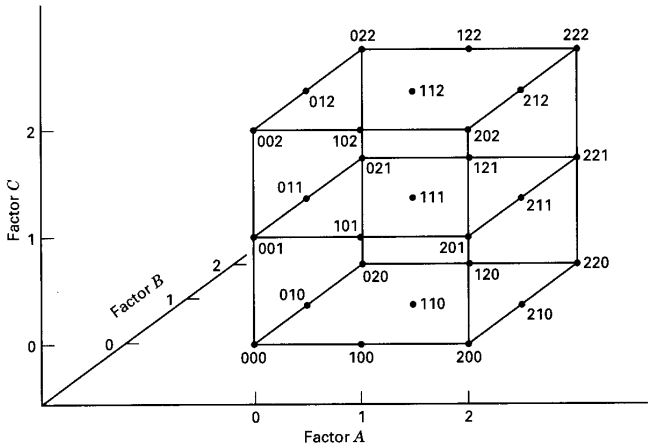 022 122 222
012 112 212
2
002 102 202
021 121 221
011 111 211
Factor C
1
001 101 201
2
020 120 220
Factor B
1
010 110 210
0
0
000 100 200
0 1 2
Factor A